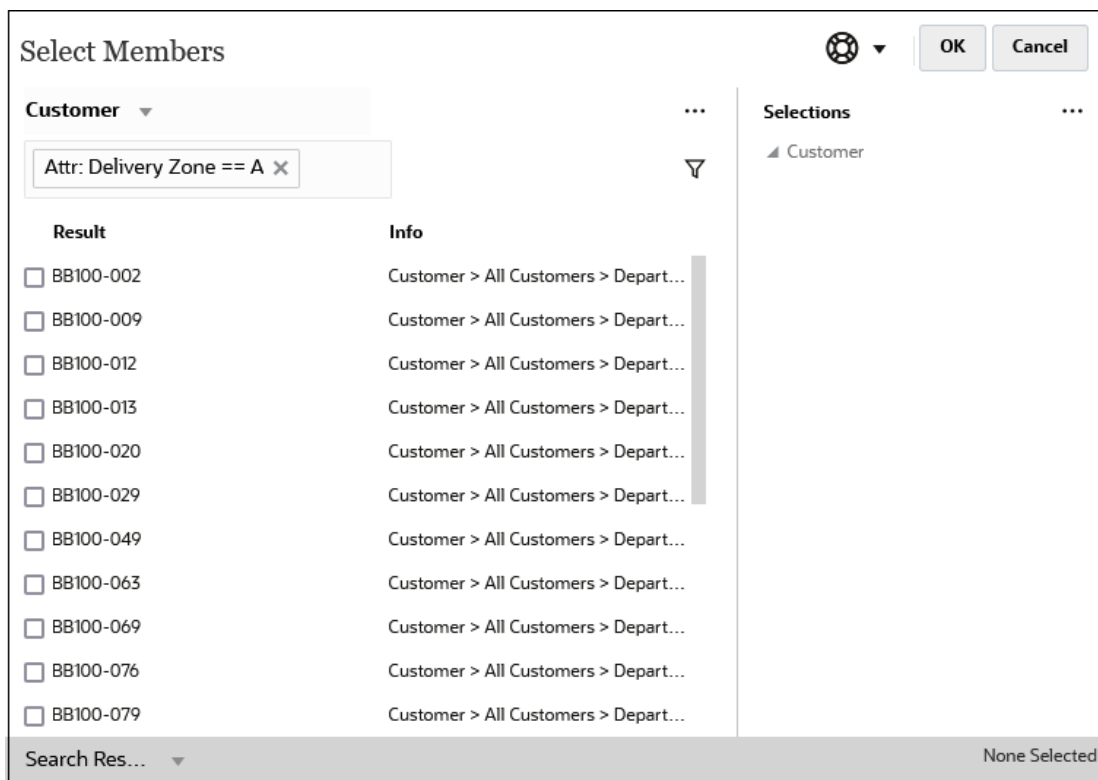 Select Members
OK
Cancel
Customer
...
Selections
...
Attr: Delivery Zone == A
Customer
Result Info
BB100-002 Customer > All Customers > Depart...
BB100-009 Customer > All Customers > Depart...
BB100-012 Customer > All Customers > Depart...
BB100-013 Customer > All Customers > Depart...
BB100-020 Customer > All Customers > Depart...
BB100-029 Customer > All Customers > Depart...
BB100-049 Customer > All Customers > Depart...
BB100-063 Customer > All Customers > Depart...
BB100-069 Customer > All Customers > Depart...
BB100-076 Customer > All Customers > Depart...
BB100-079 Customer > All Customers > Depart...
Search Res...
None Selected